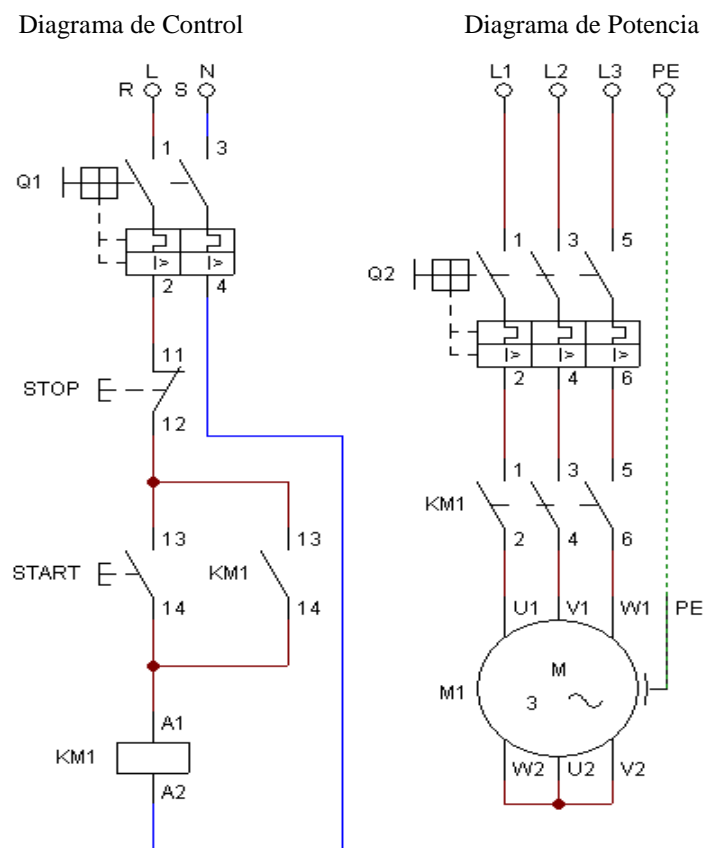 Diagrama de Control
L N
R S
1 3
Q1
I> I>
2 4
11
STOP
12
13 13
START KM1
14 14
A1
KM1
A2
Diagrama de Potencia
L1 L2 L3 PE
1 3 5
Q2
I> I> I>
2 4 6
1 3 5
KM1
2 4 6
U1 V1 W1 PE
M
M1
3
W2 U2 V2